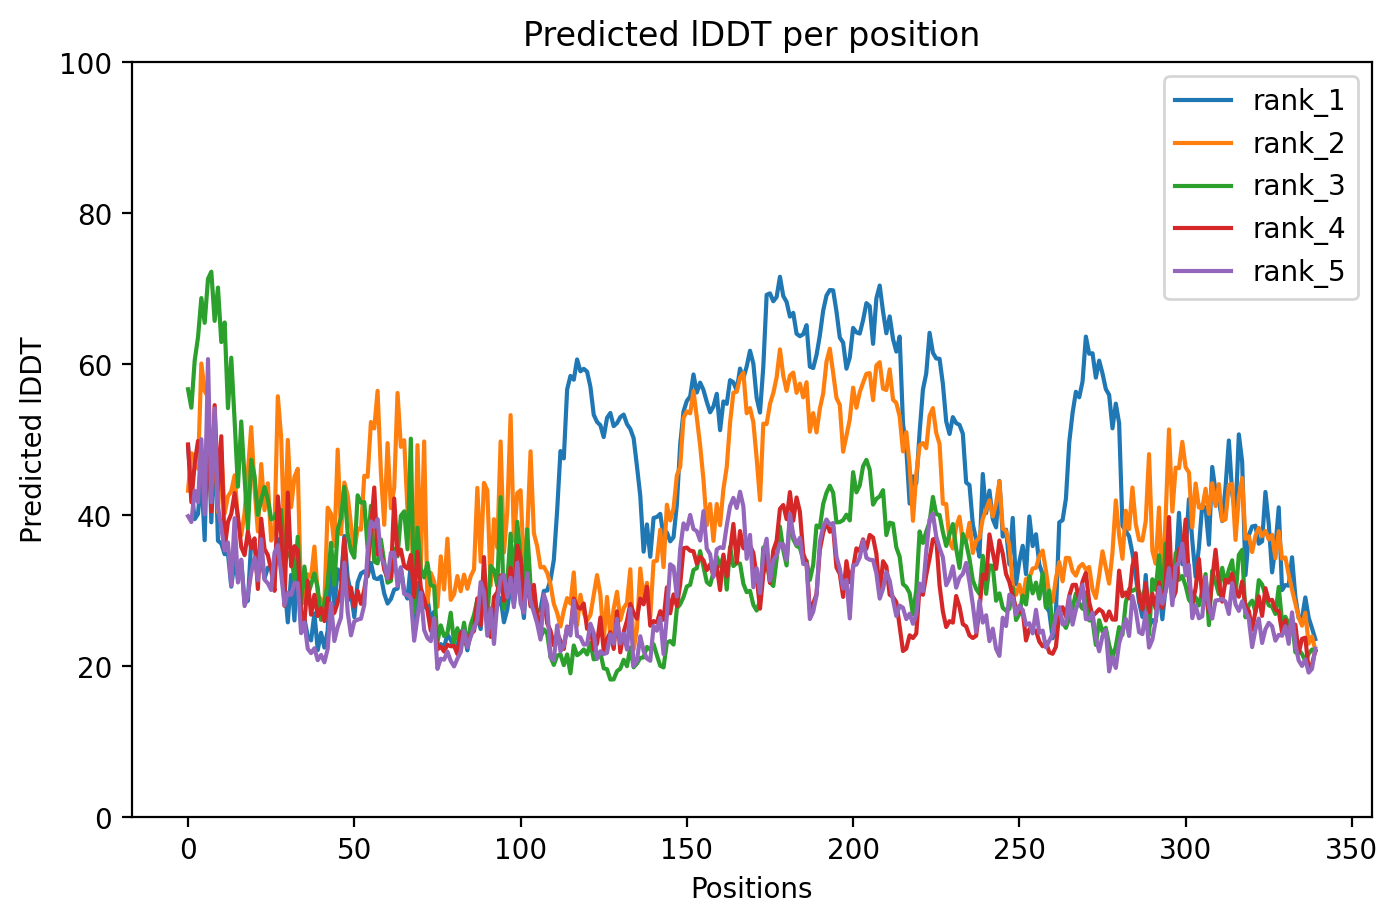 Predicted lDDT per position
100
80
60
40
20
0
Predicted lDDT
0 50 100 150 200 250 300 350
Positions
rank_1
rank_2
rank_3
rank_4
rank_5